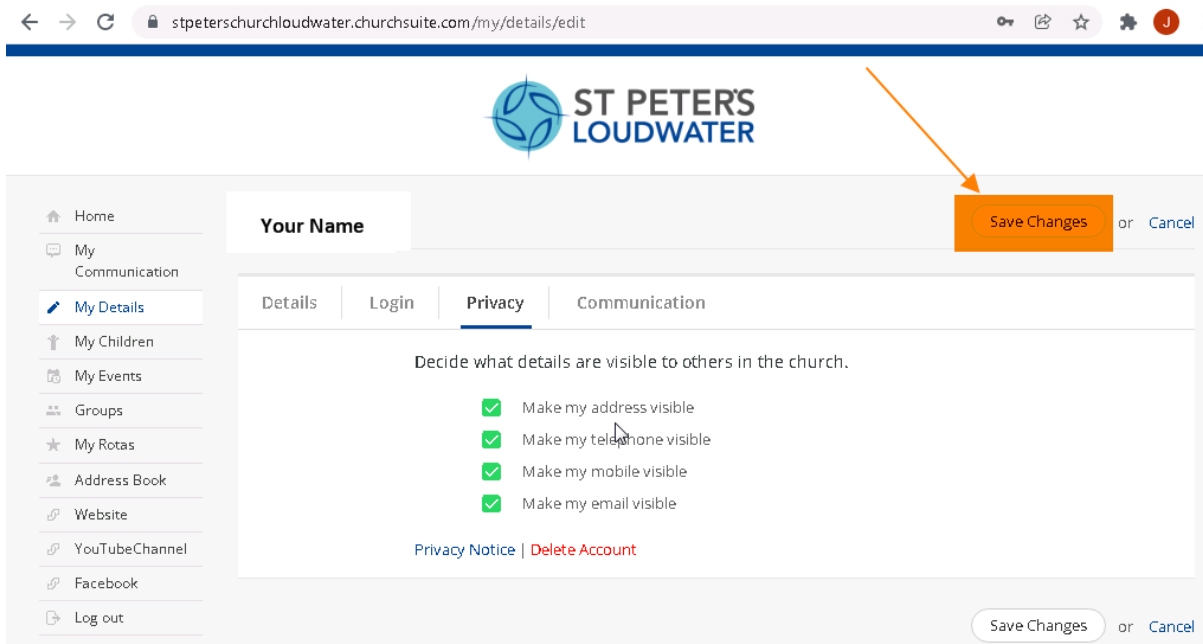 stpeterschurchloudwater.churchsuite.com/my/details/edit
J
ST PETER'S
LOUDWATER
Home
My
Communication
My Details
My Children
My Events
Groups
My Rotas
Address Book
Website
YouTubeChannel
Facebook
Log out
Your Name
Save Changes or Cancel
Details Login Privacy Communication
Decide what details are visible to others in the church.
Make my address visible
Make my telephone visible
Make my mobile visible
Make my email visible
Privacy Notice | Delete Account
Save Changes or Cancel